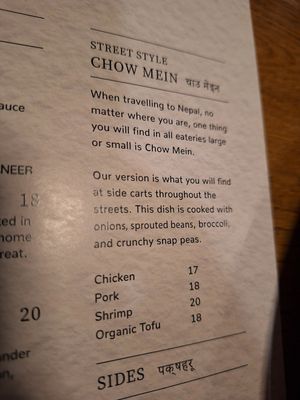 auce
NEER
18
ed in
home
reat.
20
nder
n,
STREET STYLE
CHOW MEIN चाउ मेइन
When travelling to Nepal, no
matter where you are, one thing
you will find in all eateries large
or small is Chow Mein.
Our version is what you will find
at side carts throughout the
streets. This dish is cooked with
onions, sprouted beans, broccoli,
and crunchy snap peas.
Chicken 17
Pork 18
Shrimp 20
Organic Tofu 18
SIDES पक्षहरू